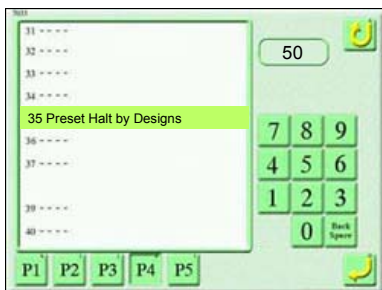 31 ----
32 ----
33 ----
34 ----
35 Preset Halt by Designs
36 ----
37 ----
39 ----
40 ----
50
7 8 9
4 5 6
1 2 3
0 Back Space
P1 P2 P3 P4 P5